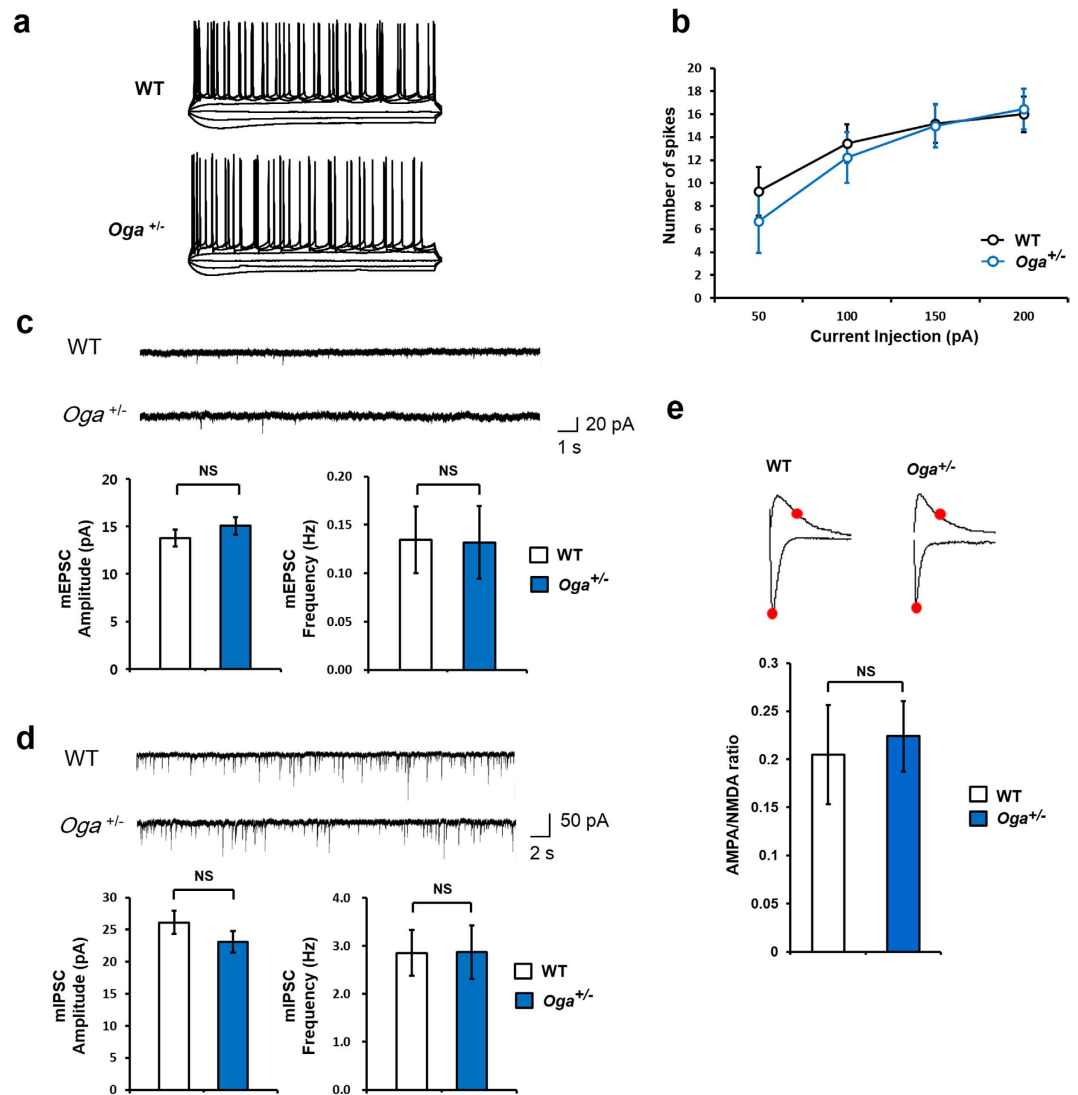 a
WT
Oga +/-
b
20
18
16
14
12
10
8
6
4
2
0
Number of spikes
50
100
150
200
Current Injection (pA)
WT
Oga+/-
c
WT
Oga +/-
20 pA
1 s
NS
20
15
10
5
0
mEPSC
Amplitude (pA)
NS
0.20
0.15
0.10
0.05
0.00
mEPSC
Frequency (Hz)
WT
Oga+/-
d
WT
Oga +/-
50 pA
2 s
NS
30
25
20
15
10
5
0
mIPSC
Amplitude (pA)
NS
4.0
3.0
2.0
1.0
0.0
mIPSC
Frequency (Hz)
WT
Oga+/-
e
WT
Oga+/-
NS
0.3
0.25
0.2
0.15
0.1
0.05
0
AMPA/NMDA ratio
WT
Oga+/-